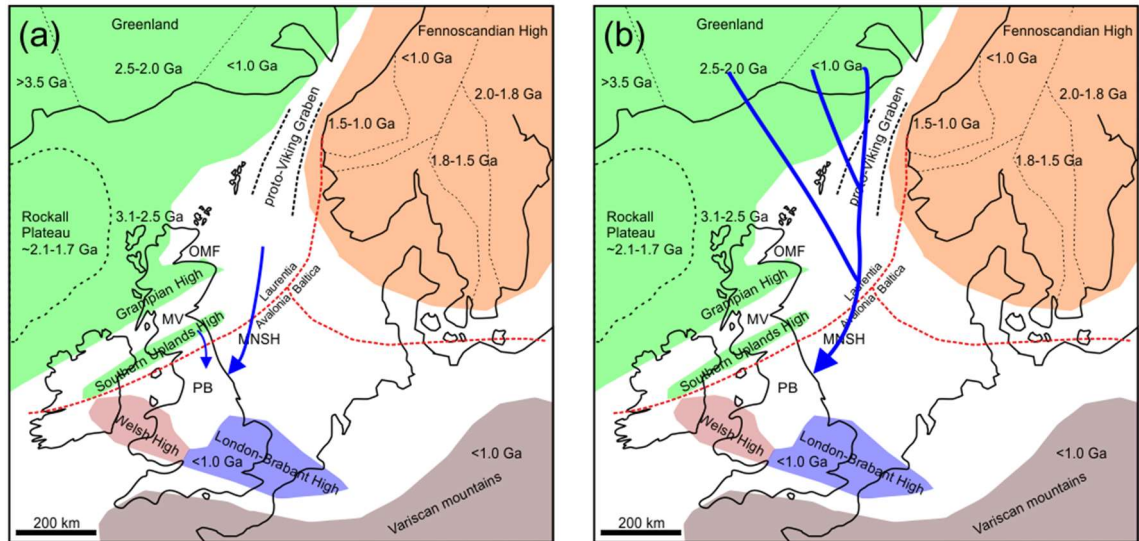 (a)
Greenland
Fennoscandian High
>3.5 Ga
2.5-2.0 Ga
<1.0 Ga
<1.0 Ga
2.0-1.8 Ga
1.5-1.0 Ga
1.8-1.5 Ga
proto-Viking Graben
Rockall
Plateau
~2.1-1.7 Ga
3.1-2.5 Ga
OMF
Grampian High
Laurentia
Avalonia
Baltica
MV
MNSH
Southern Uplands High
PB
Welsh High
London-Brabant High
<1.0 Ga
<1.0 Ga
Variscan mountains
200 km
(b)
Greenland
Fennoscandian High
>3.5 Ga
2.5-2.0 Ga
<1.0 Ga
<1.0 Ga
2.0-1.8 Ga
1.5-1.0 Ga
1.8-1.5 Ga
proto-Viking Graben
Rockall
Plateau
~2.1-1.7 Ga
3.1-2.5 Ga
OMF
Grampian High
Laurentia
Avalonia
Baltica
MV
MNSH
Southern Uplands High
PB
Welsh High
London-Brabant High
<1.0 Ga
<1.0 Ga
Variscan mountains
200 km